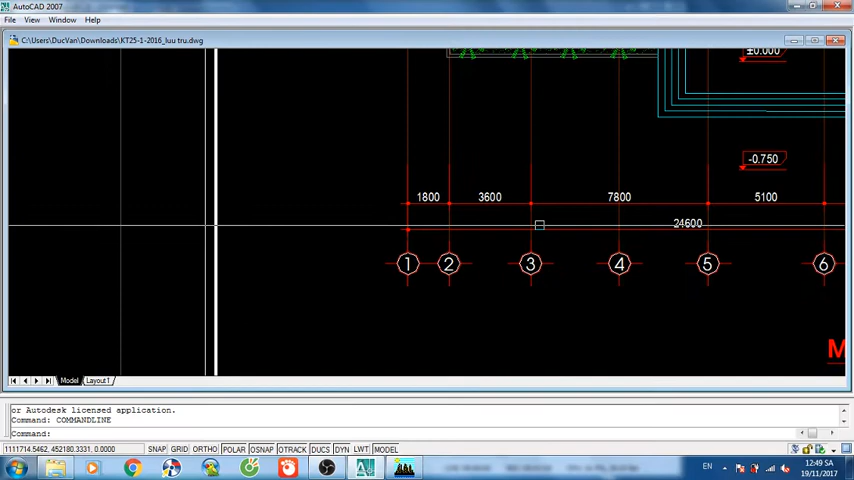 AutoCAD 2007
File View Window Help
C:\Users\DucVan\Downloads\KT25-1-2016_luu tru.dwg
±0.000
-0.750
1800 3600 7800 5100
24600
1 2 3 4 5 6
M
Model Layout1
or Autodesk licensed application.
Command: COMMANDLINE
Command:
1111714.5462, 452180.3331, 0.0000 SNAP GRID ORTHO POLAR OSNAP OTRACK DUCS DYN LWT MODEL
EN 12:49 SA
19/11/2017